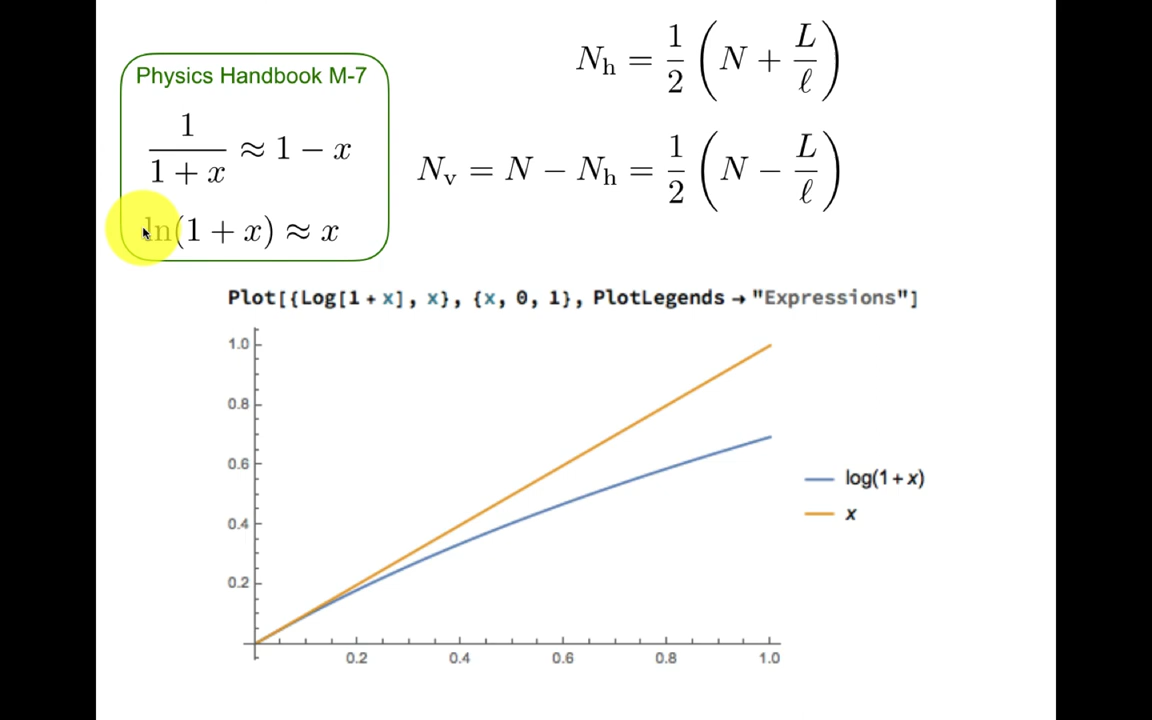 Physics Handbook M-7
1/(1 + x) ≈ 1 − x
ln(1 + x) ≈ x
N_h = 1/2 (N + L/ℓ)
N_v = N − N_h = 1/2 (N − L/ℓ)
Plot[{Log[1 + x], x}, {x, 0, 1}, PlotLegends → "Expressions"]
1.0
0.8
0.6
0.4
0.2
0.2 0.4 0.6 0.8 1.0
log(1 + x)
x